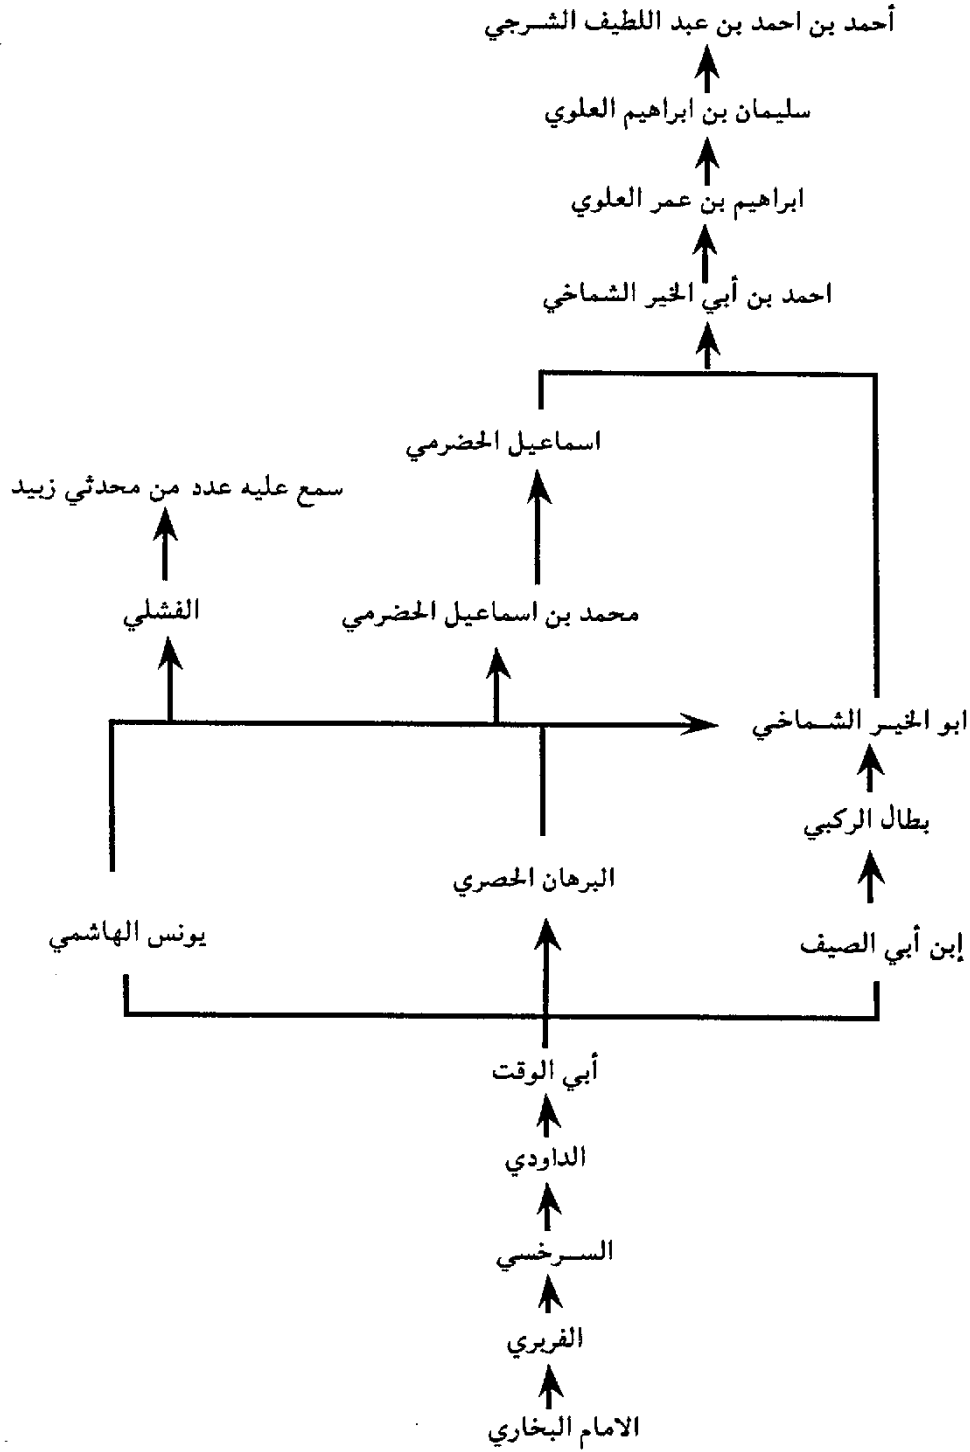 أحمد بن احمد بن عبد اللطيف الشرجي
سليمان بن ابراهيم العلوي
ابراهيم بن عمر العلوي
احمد بن أبي الخير الشماخي
اسماعيل الحضرمي
سمع عليه عدد من محدثي زبيد
محمد بن اسماعيل الحضرمي
الفشلي
ابو الخير الشماخي
بطال الركبي
البرهان الحصري
إبن أبي الصيف
يونس الهاشمي
أبي الوقت
الداودي
السرخسي
الفربري
الامام البخاري